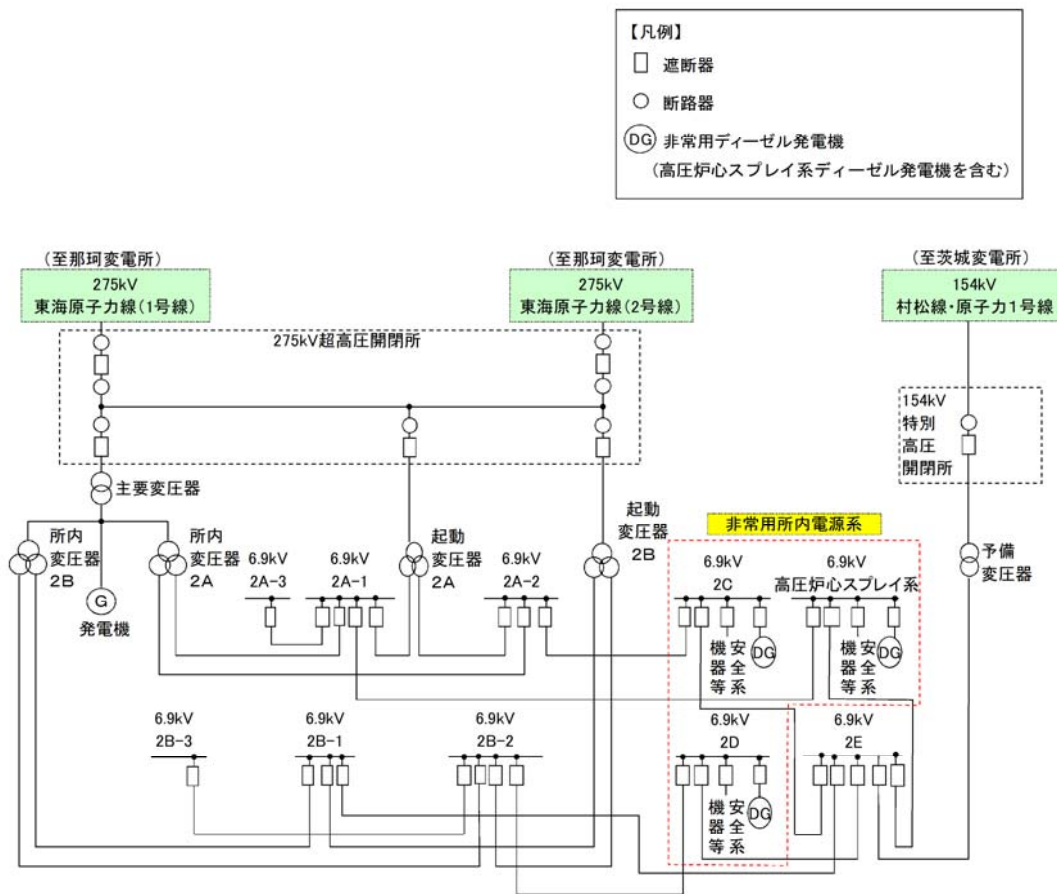 【凡例】
遮断器
断路器
DG 非常用ディーゼル発電機
(高圧炉心スプレイ系ディーゼル発電機を含む)
(至那珂変電所)
275kV
東海原子力線(1号線)
(至那珂変電所)
275kV
東海原子力線(2号線)
(至茨城変電所)
154kV
村松線・原子力1号線
275kV超高圧開閉所
154kV
特別
高圧
開閉所
主要変圧器
所内
変圧器
2B
所内
変圧器
2A
G
発電機
起動
変圧器
2A
起動
変圧器
2B
予備
変圧器
非常用所内電源系
6.9kV
2A-3
6.9kV
2A-1
6.9kV
2A-2
6.9kV
2C
6.9kV
高圧炉心スプレイ系
安全系
機器等
DG
安全系
機器等
DG
6.9kV
2B-3
6.9kV
2B-1
6.9kV
2B-2
6.9kV
2D
6.9kV
2E
安全系
機器等
DG